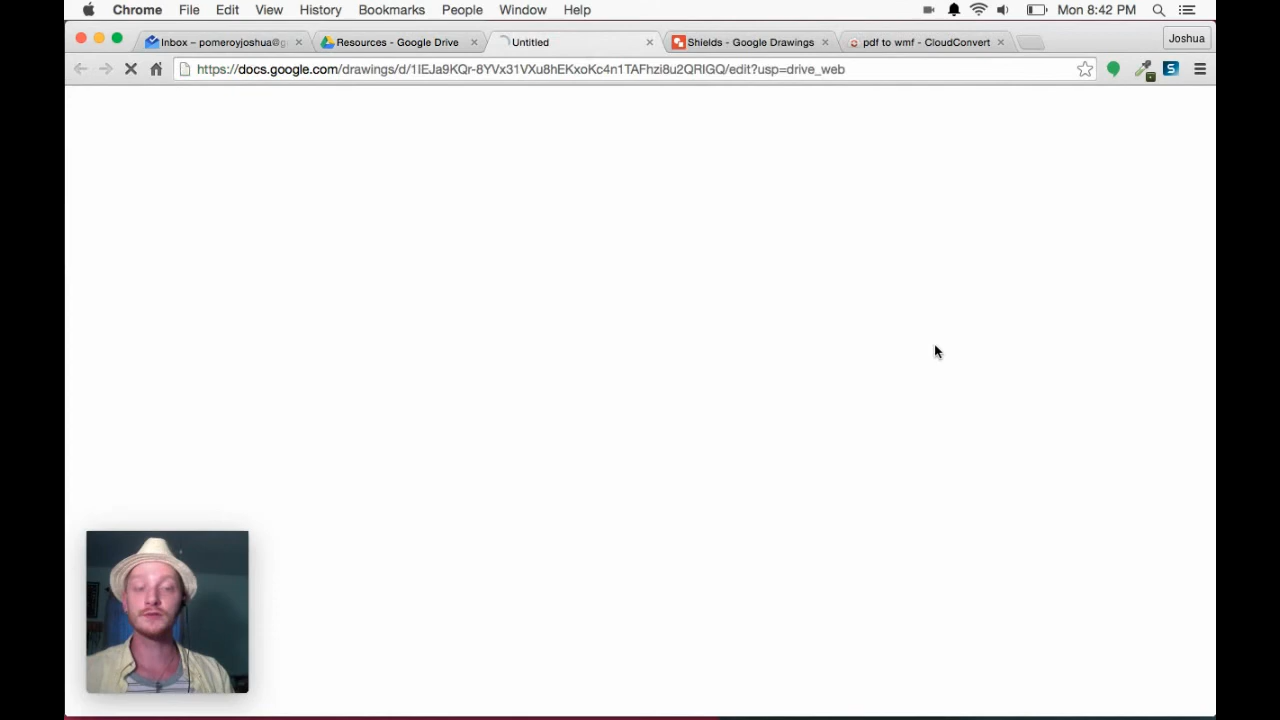 Chrome File Edit View History Bookmarks People Window Help Mon 8:42 PM
Inbox – pomeroyjoshua@g Resources - Google Drive Untitled Shields - Google Drawings pdf to wmf - CloudConvert Joshua
https://docs.google.com/drawings/d/1IEJa9KQr-8YVx31VXu8hEKxoKc4n1TAFhzi8u2QRIGQ/edit?usp=drive_web